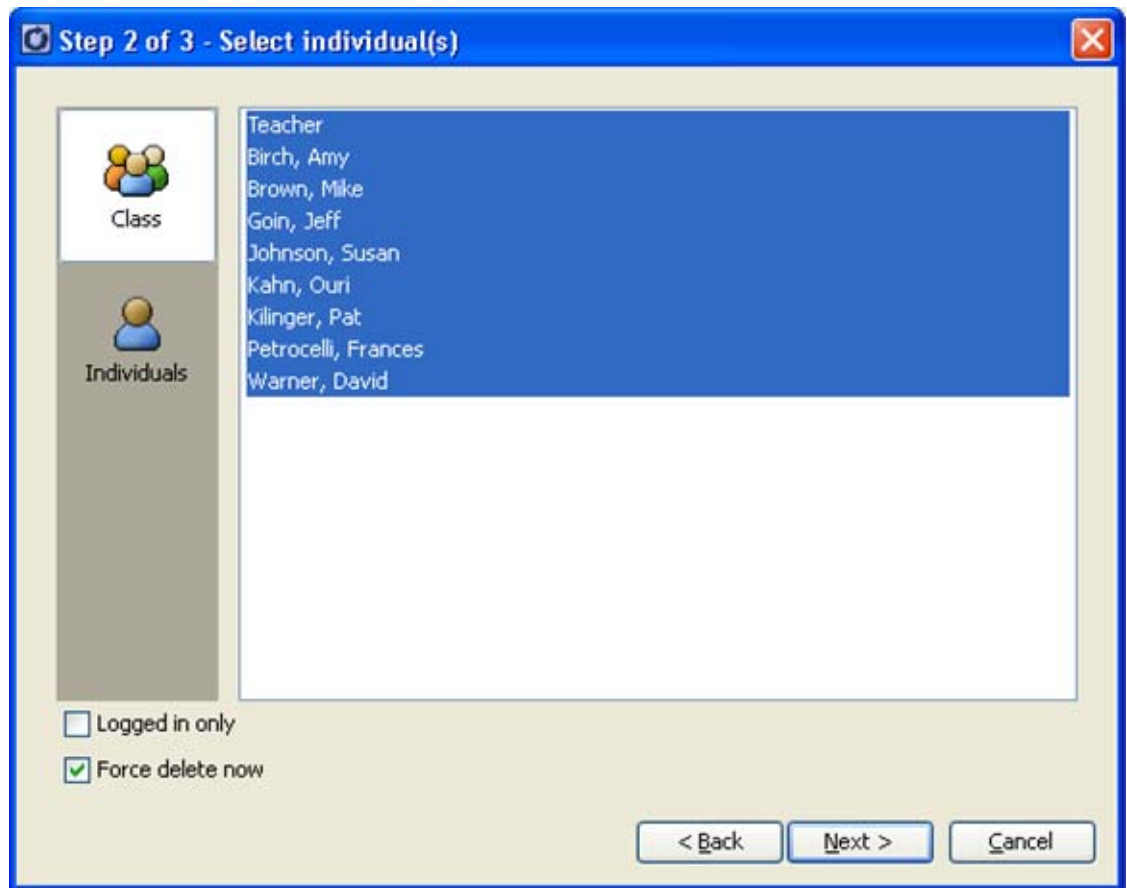 Step 2 of 3 - Select individual(s)
Class
Individuals
Teacher
Birch, Amy
Brown, Mike
Goin, Jeff
Johnson, Susan
Kahn, Ouri
Kilinger, Pat
Petrocelli, Frances
Warner, David
Logged in only
Force delete now
< Back Next > Cancel